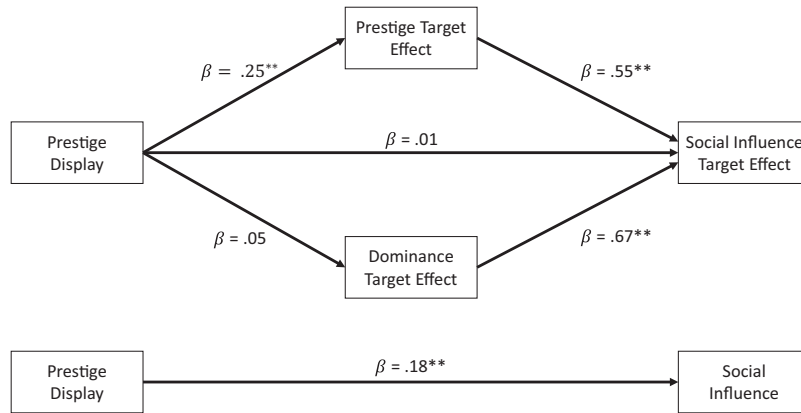 Prestige Target
Effect
β = .25**
β = .55**
Prestige
Display
β = .01
Social Influence
Target Effect
β = .05
Dominance
Target Effect
β = .67**
Prestige
Display
β = .18**
Social
Influence